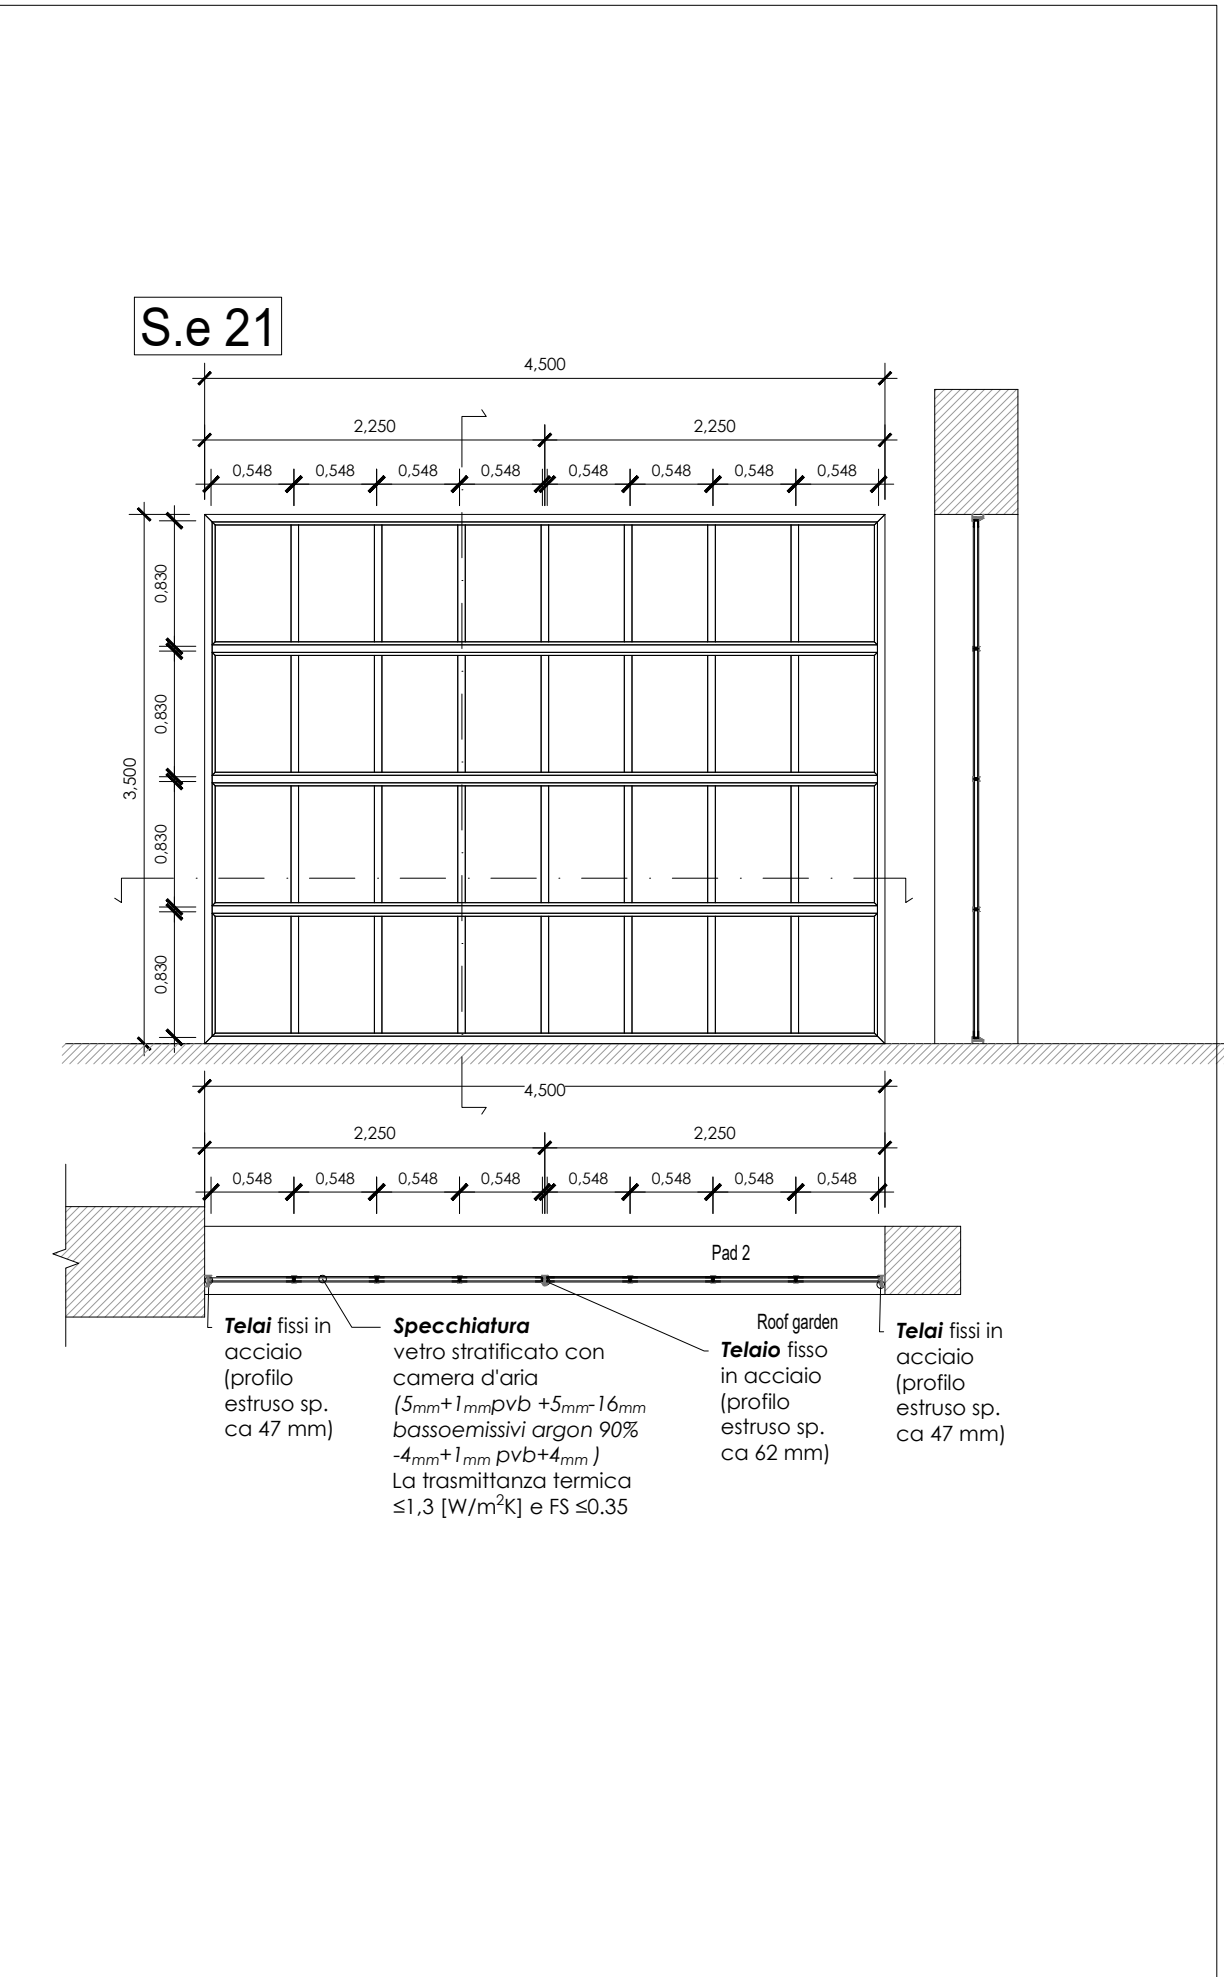 S.e 21
4,500
2,250 2,250
0,548 0,548 0,548 0,548 0,548 0,548 0,548 0,548
3,500
0,830
0,830
0,830
0,830
4,500
2,250 2,250
0,548 0,548 0,548 0,548 0,548 0,548 0,548 0,548
Pad 2
Roof garden
Telai fissi in
acciaio
(profilo
estruso sp.
ca 47 mm)
Specchiatura
vetro stratificato con
camera d'aria
(5mm+1mmpvb +5mm-16mm
bassoemissivi argon 90%
-4mm+1mm pvb+4mm )
La trasmittanza termica
≤1,3 [W/m²K] e FS ≤0.35
Telaio fisso
in acciaio
(profilo
estruso sp.
ca 62 mm)
Telai fissi in
acciaio
(profilo
estruso sp.
ca 47 mm)